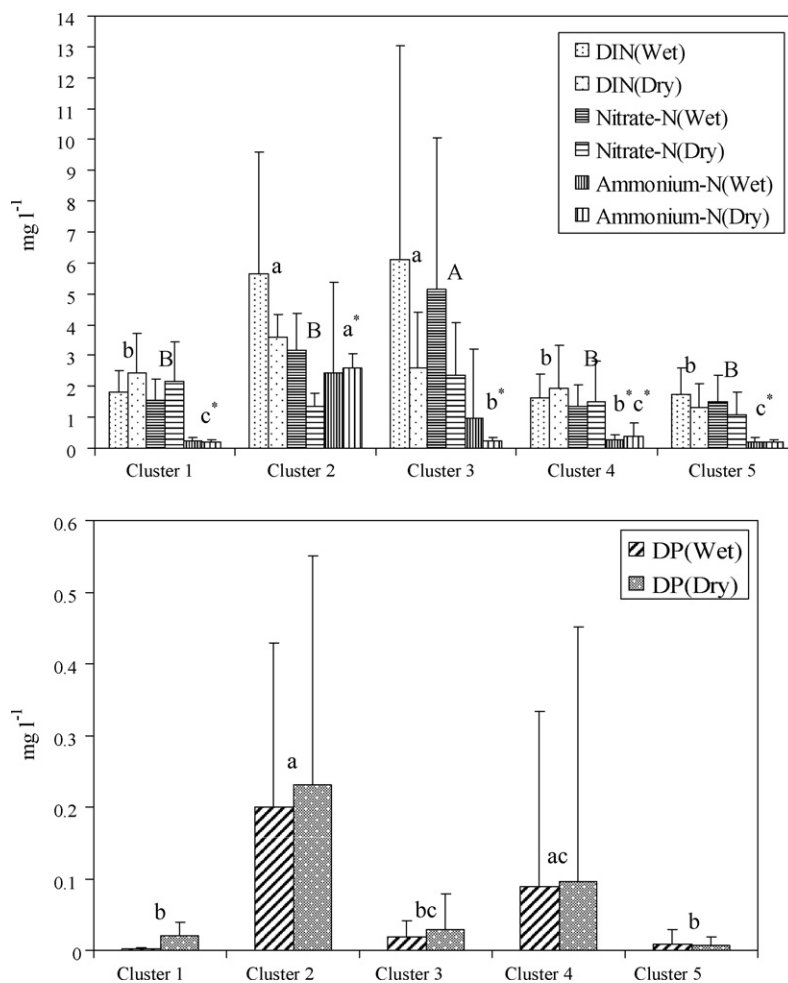 14
13
12
11
10
9
8
7
6
5
4
3
2
1
0
mg l⁻¹
DIN(Wet)
DIN(Dry)
Nitrate-N(Wet)
Nitrate-N(Dry)
Ammonium-N(Wet)
Ammonium-N(Dry)
b B c*
a B a*
a A b*
b B b* c*
b B c*
Cluster 1 Cluster 2 Cluster 3 Cluster 4 Cluster 5
0.6
0.5
0.4
0.3
0.2
0.1
0
mg l⁻¹
DP(Wet)
DP(Dry)
b a bc ac b
Cluster 1 Cluster 2 Cluster 3 Cluster 4 Cluster 5